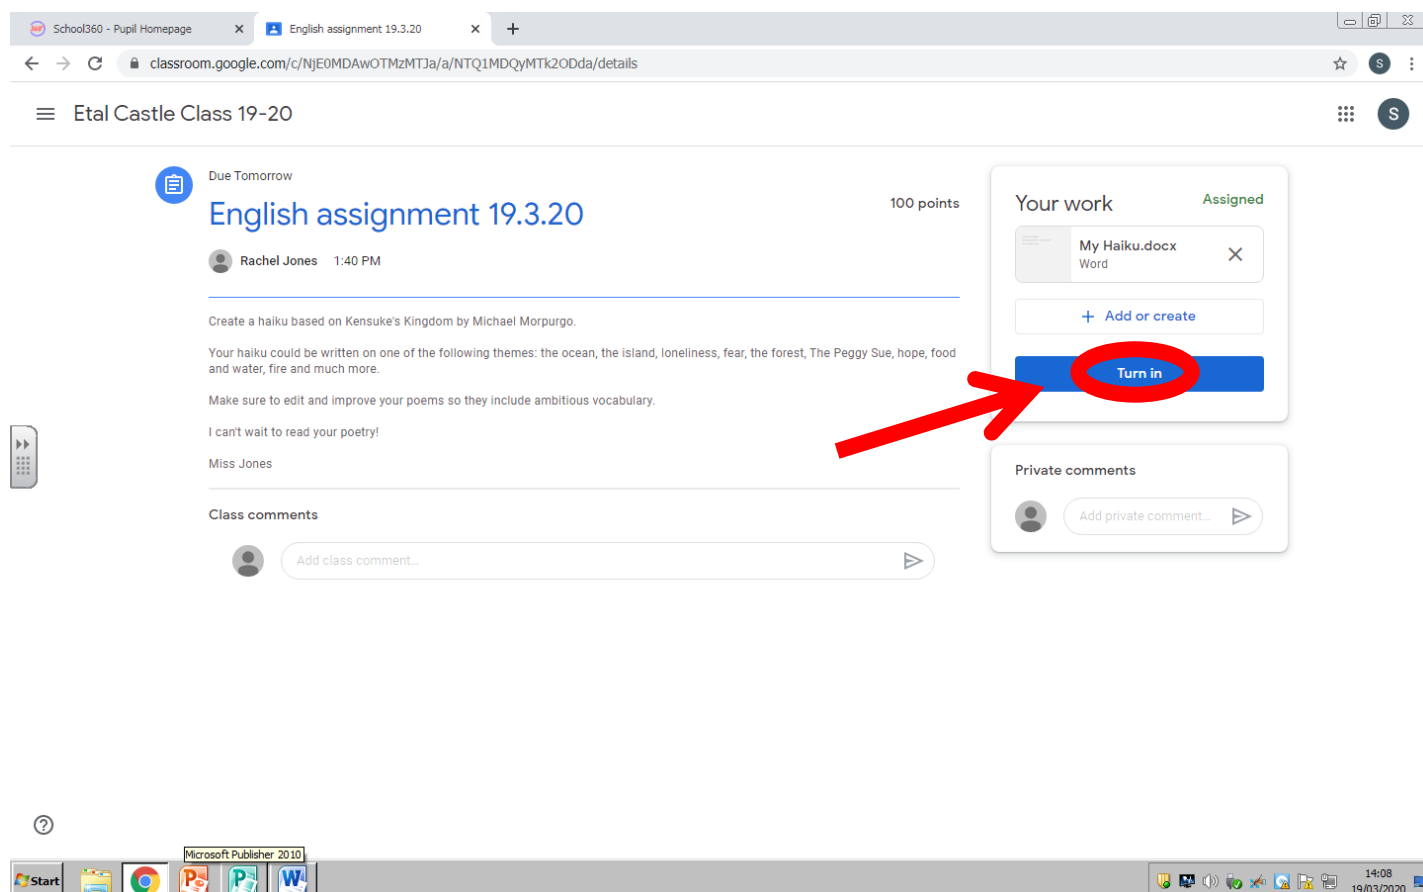 School360 - Pupil Homepage
English assignment 19.3.20
classroom.google.com/c/NjE0MDAwOTMzMTJa/a/NTQ1MDQyMTk2ODda/details
S
Etal Castle Class 19-20
S
Due Tomorrow
English assignment 19.3.20
100 points
Rachel Jones 1:40 PM
Create a haiku based on Kensuke's Kingdom by Michael Morpurgo.
Your haiku could be written on one of the following themes: the ocean, the island, loneliness, fear, the forest, The Peggy Sue, hope, food
and water, fire and much more.
Make sure to edit and improve your poems so they include ambitious vocabulary.
I can't wait to read your poetry!
Miss Jones
Class comments
Add class comment...
Your work
Assigned
My Haiku.docx
Word
+ Add or create
Turn in
Private comments
Add private comment...
Microsoft Publisher 2010
Start
14:08
19/03/2020